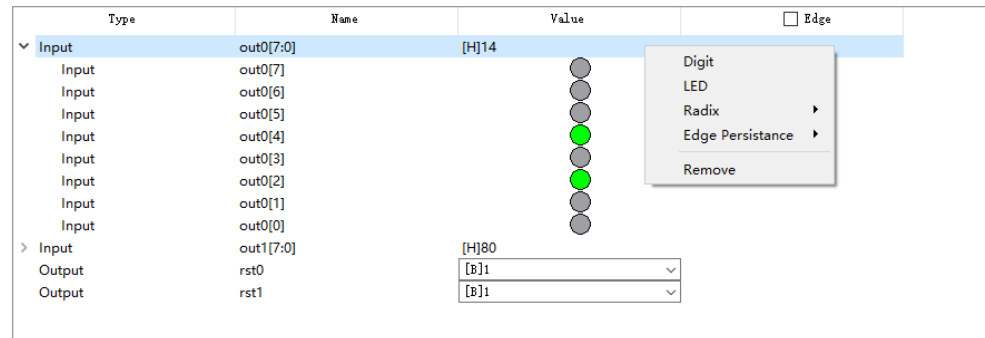 Type Name Value Edge
Input out0[7:0] [H]14
Input out0[7]
Input out0[6]
Input out0[5]
Input out0[4]
Input out0[3]
Input out0[2]
Input out0[1]
Input out0[0]
Input out1[7:0] [H]80
Output rst0 [B]1
Output rst1 [B]1
Digit
LED
Radix
Edge Persistance
Remove